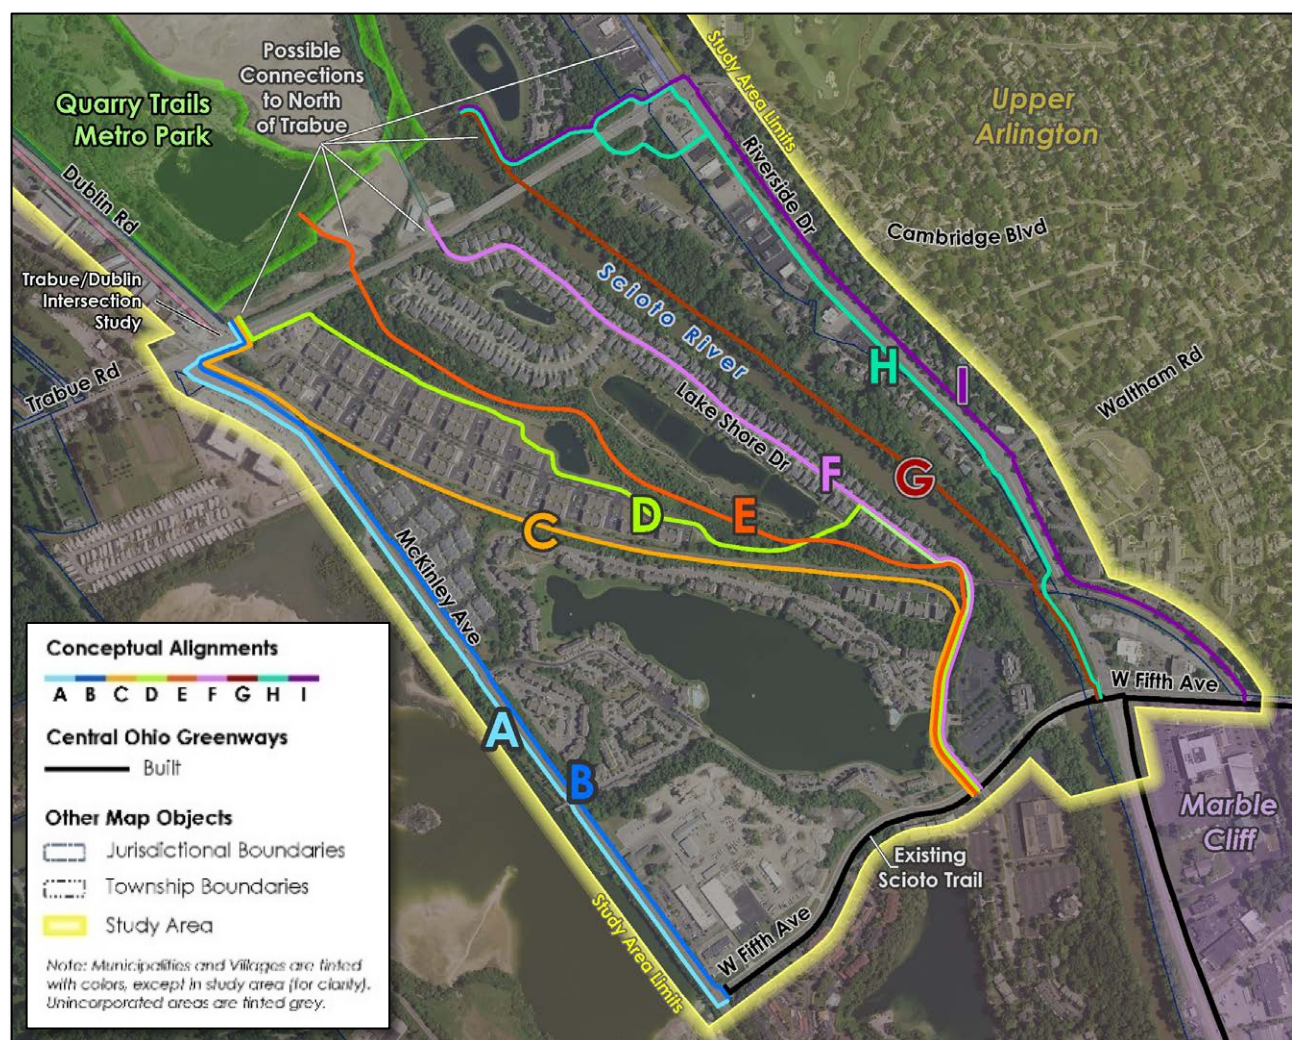 Possible
Connections
to North
of Trabue
Quarry Trails
Metro Park
Study Area Limits
Upper
Arlington
Dublin Rd
Riverside Dr
Cambridge Blvd
Trabue/Dublin
Intersection
Study
Scioto River
Trabue Rd
Waltham Rd
H
I
Lake Shore Dr
F
G
D
E
C
McKinley Ave
A
B
W Fifth Ave
Marble
Cliff
Existing
Scioto Trail
W Fifth Ave
Study Area Limits
Conceptual Alignments
A B C D E F G H I
Central Ohio Greenways
Built
Other Map Objects
Jurisdictional Boundaries
Township Boundaries
Study Area
Note: Municipalities and Villages are tinted
with colors, except in study area (for clarity).
Unincorporated areas are tinted grey.